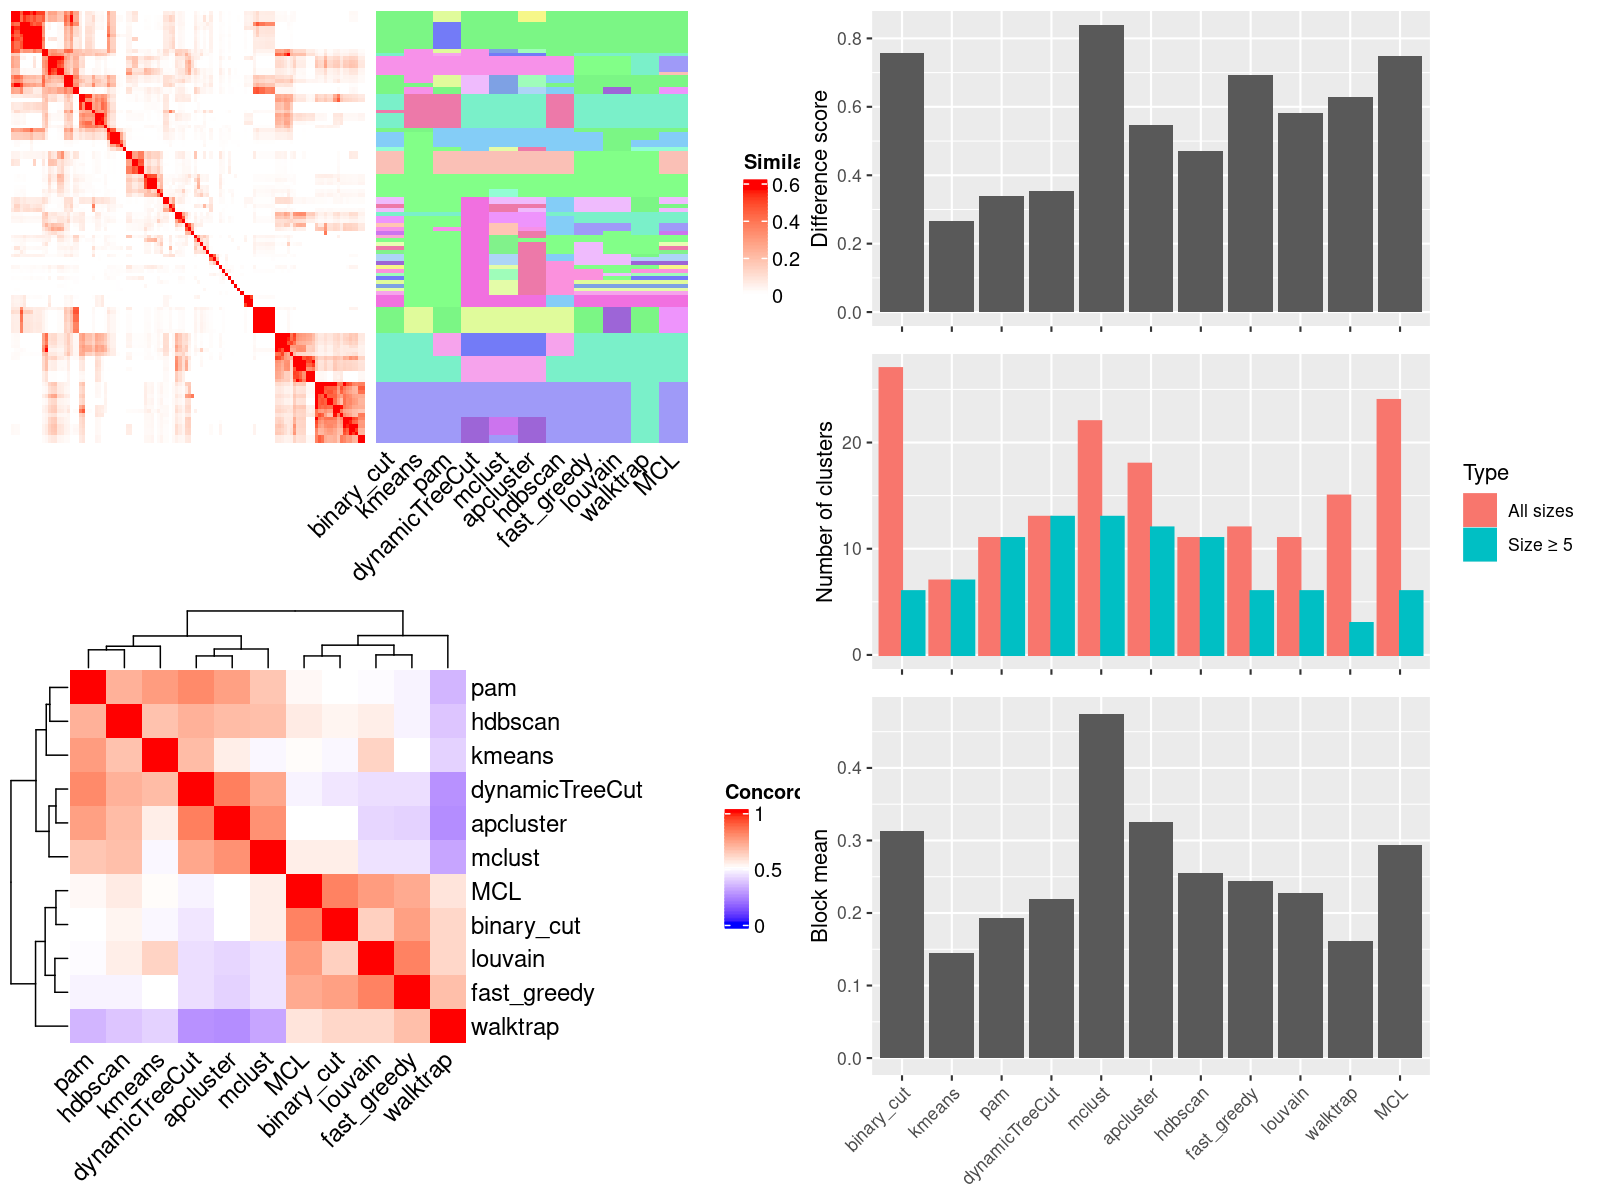 Simila
0.6
0.4
0.2
0
binary_cut
kmeans
pam
dynamicTreeCut
mclust
apcluster
hdbscan
fast_greedy
louvain
walktrap
MCL
pam
hdbscan
kmeans
dynamicTreeCut
apcluster
mclust
MCL
binary_cut
louvain
fast_greedy
walktrap
pam
hdbscan
kmeans
dynamicTreeCut
apcluster
mclust
MCL
binary_cut
louvain
fast_greedy
walktrap
Concord
1
0.5
0
Difference score
0.8
0.6
0.4
0.2
0.0
Number of clusters
20
10
0
Type
All sizes
Size ≥ 5
Block mean
0.4
0.3
0.2
0.1
0.0
binary_cut
kmeans
pam
dynamicTreeCut
mclust
apcluster
hdbscan
fast_greedy
louvain
walktrap
MCL